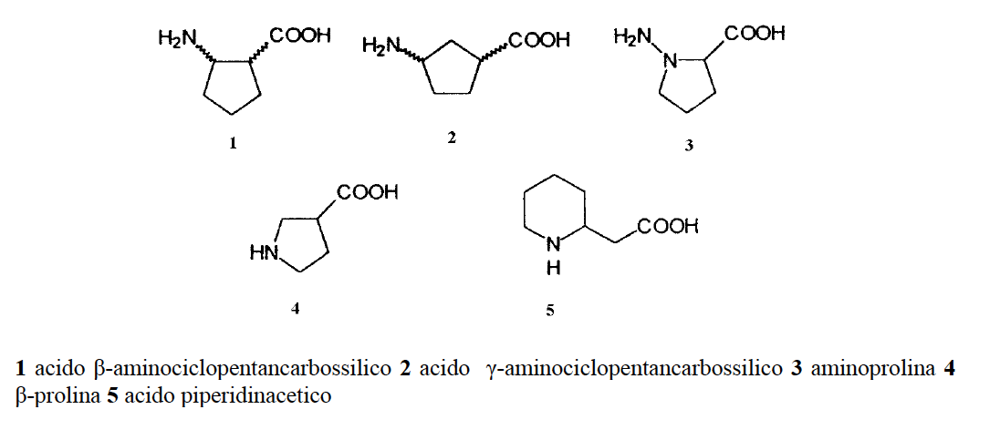 H2N COOH H2N COOH H2N COOH
N
1 2 3
COOH
HN COOH
N
H
4 5
1 acido β-aminociclopentancarbossilico 2 acido γ-aminociclopentancarbossilico 3 aminoprolina 4
β-prolina 5 acido piperidinacetico